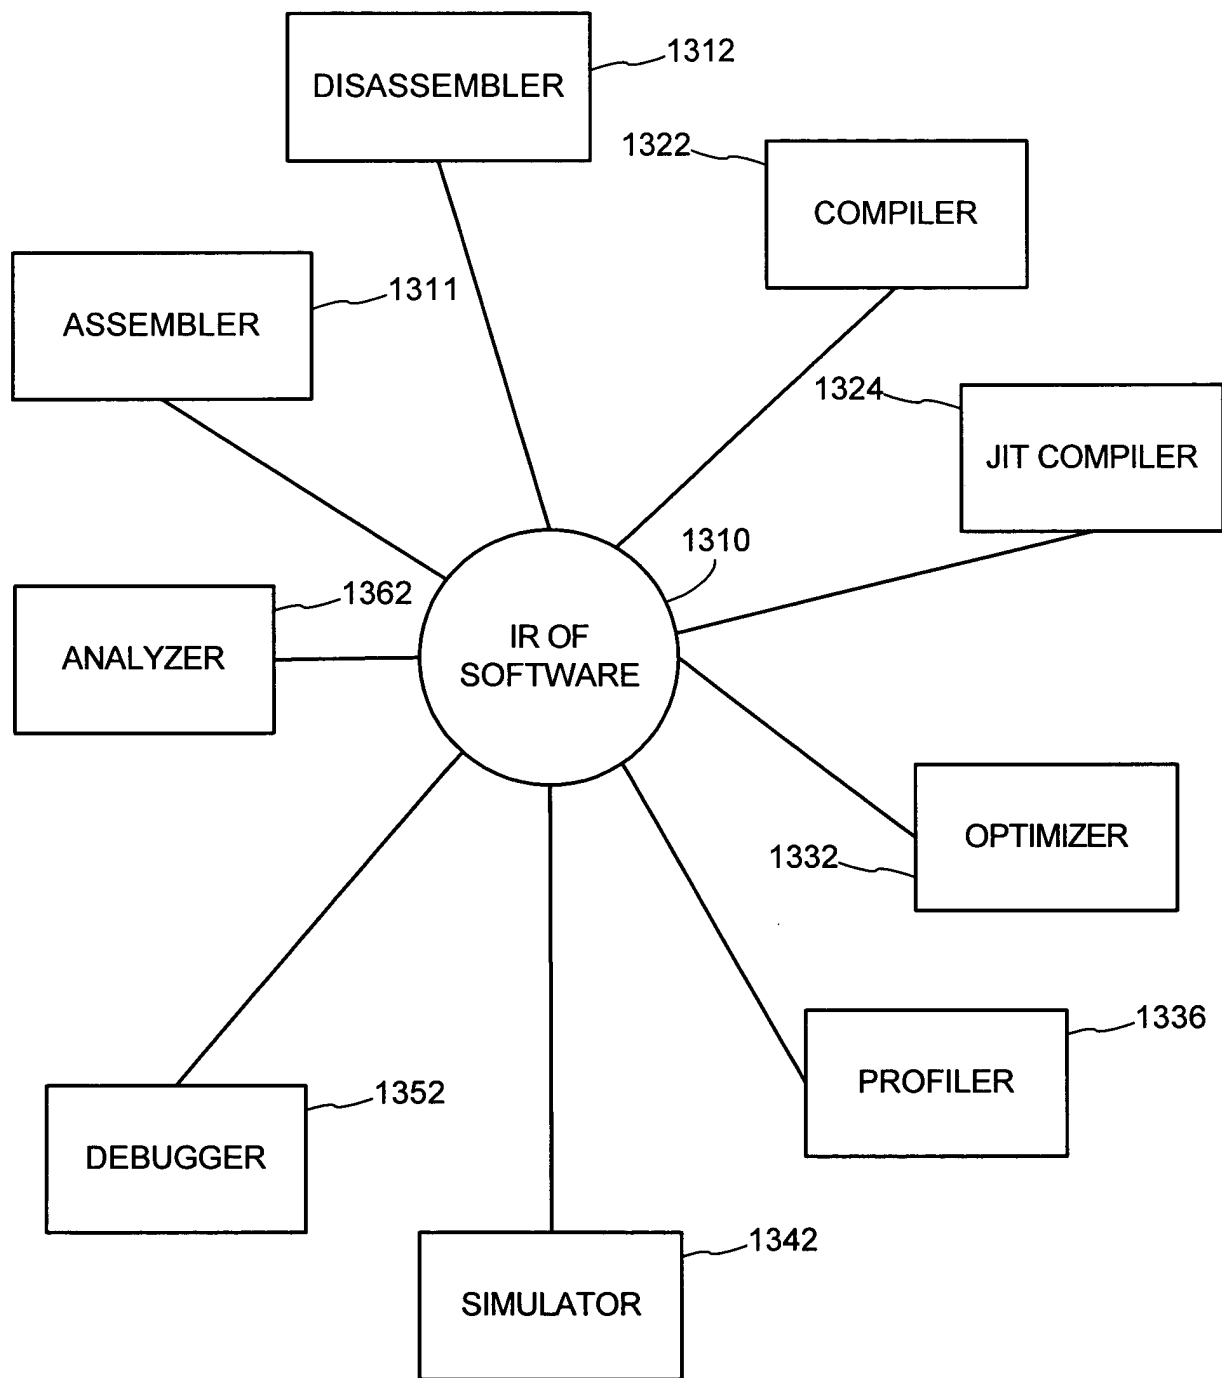 1312
DISASSEMBLER
1322
COMPILER
1311
ASSEMBLER
1324
JIT COMPILER
1310
1362
IR OF
SOFTWARE
ANALYZER
OPTIMIZER
1332
1336
PROFILER
1352
DEBUGGER
1342
SIMULATOR